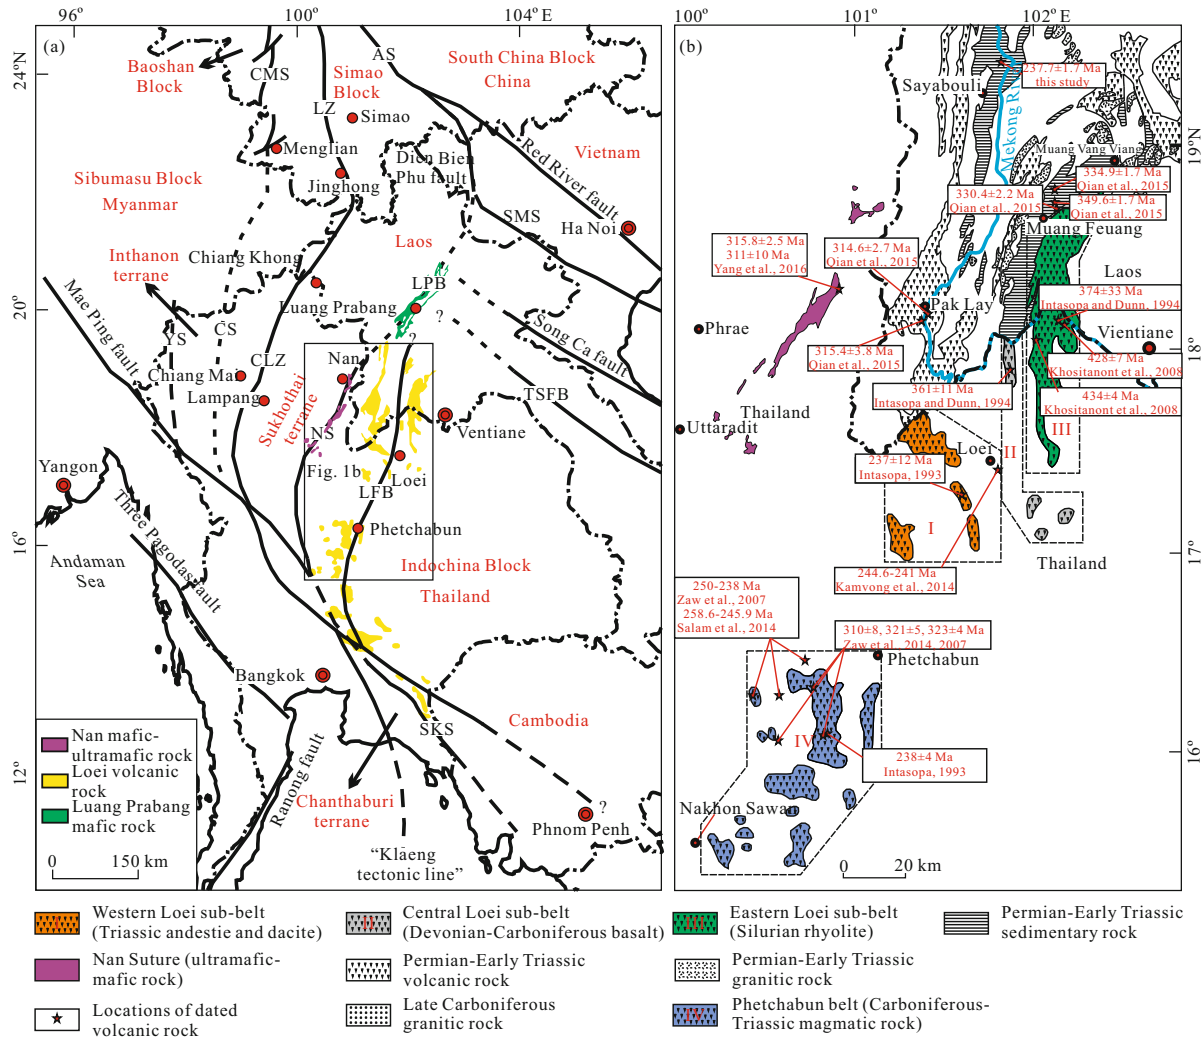 96°
100°
104° E
(a)
24°N
20°
16°
12°
Baoshan
Block
CMS
LZ
Simao
Block
AS
South China Block
China
Simao
Menglian
Jinghong
Dien Bien
Phu fault
Red River fault
Vietnam
Sibumasu Block
Myanmar
SMS
Ha Noi
Laos
Inthanon
terrane
Chiang Khong
LPB
Luang Prabang
?
?
Mae Ping fault
YS
CS
CLZ
Song Ca fault
Chiang Mai
Lampang
Nan
Sukhothai
terrane
TSFB
NS
Ventiane
Fig. 1b
Loei
LFB
Yangon
Phetchabun
Three Pagodas fault
Andaman
Sea
Indochina Block
Thailand
Bangkok
SKS
Cambodia
Nan mafic-
ultramafic rock
Loei volcanic
rock
Luang Prabang
mafic rock
0
150 km
Ranong fault
Chanthaburi
terrane
?
Phnom Penh
"Klaeng
tectonic line"
100°
101°
102° E
(b)
19°N
18°
17°
16°
237.7±1.7 Ma
this study
Sayabouli
Mekong Ri
Muang Vang Viang
334.9±1.7 Ma
Qian et al., 2015
330.4±2.2 Ma
Qian et al., 2015
349.6±1.7 Ma
Qian et al., 2015
Muang Feuang
315.8±2.5 Ma
311±10 Ma
Yang et al., 2016
314.6±2.7 Ma
Qian et al., 2015
Laos
374±33 Ma
Intasopa and Dunn, 1994
Pak Lay
Phrae
Vientiane
315.4±3.8 Ma
Qian et al., 2015
428±7 Ma
Khositanont et al., 2008
361±11 Ma
Intasopa and Dunn, 1994
434±4 Ma
Khositanont et al., 2008
Thailand
Uttaradit
III
II
Loei
237±12 Ma
Intasopa, 1993
I
Thailand
244.6-241 Ma
Kamvong et al., 2014
250-238 Ma
Zaw et al., 2007
258.6-245.9 Ma
Salam et al., 2014
310±8, 321±5, 323±4 Ma
Zaw et al., 2014, 2007
Phetchabun
IV
238±4 Ma
Intasopa, 1993
Nakhon Sawan
0
20 km
I
Western Loei sub-belt
(Triassic andestie and dacite)
II
Central Loei sub-belt
(Devonian-Carboniferous basalt)
III
Eastern Loei sub-belt
(Silurian rhyolite)
Permian-Early Triassic
sedimentary rock
Nan Suture (ultramafic-
mafic rock)
Permian-Early Triassic
volcanic rock
Permian-Early Triassic
granitic rock
Locations of dated
volcanic rock
Late Carboniferous
granitic rock
IV
Phetchabun belt (Carboniferous-
Triassic magmatic rock)